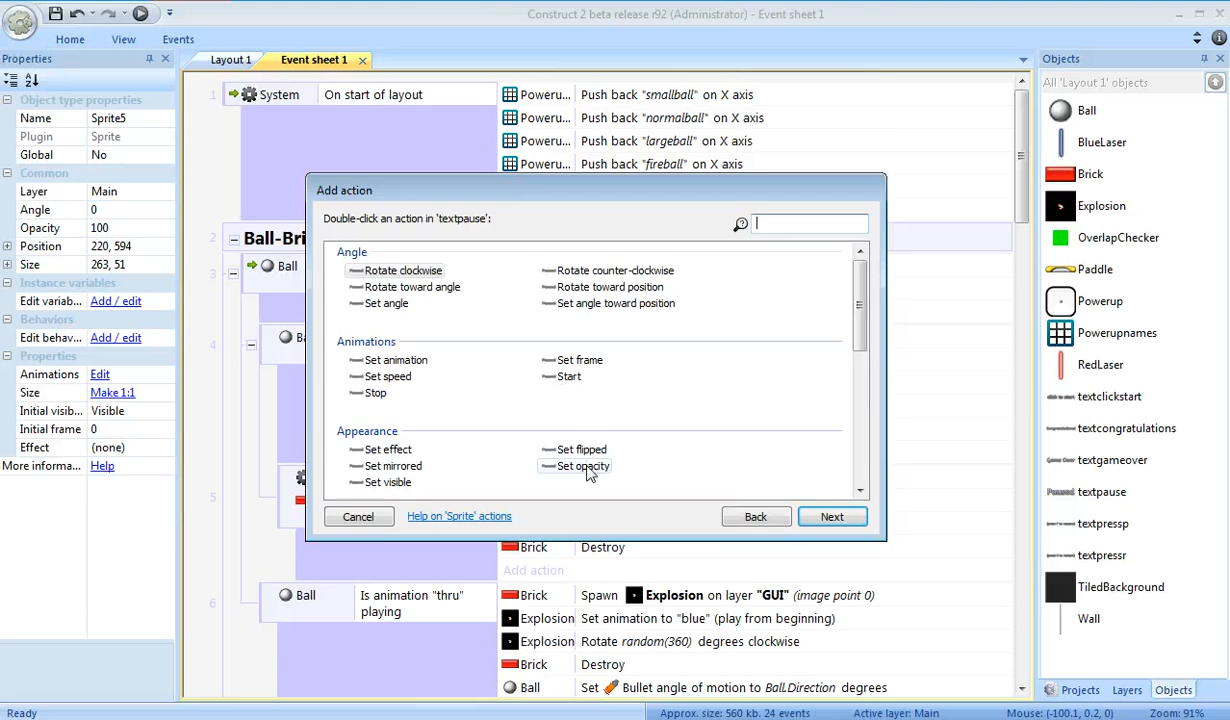 Construct 2 beta release r92 (Administrator) - Event sheet 1
Home View Events
Properties
Layout 1 Event sheet 1
Objects
Object type properties
Name Sprite5
Plugin Sprite
Global No
Common
Layer Main
Angle 0
Opacity 100
Position 220, 594
Size 263, 51
Instance variables
Edit variab... Add / edit
Behaviors
Edit behav... Add / edit
Properties
Animations Edit
Size Make 1:1
Initial visib... Visible
Initial frame 0
Effect (none)
More informa... Help
1 System On start of layout
Poweru... Push back "smallball" on X axis
Poweru... Push back "normalball" on X axis
Poweru... Push back "largeball" on X axis
Poweru... Push back "fireball" on X axis
2 Ball-Bri
3 Ball
4 Ba
5
Add action
Double-click an action in 'textpause':
Angle
Rotate clockwise Rotate counter-clockwise
Rotate toward angle Rotate toward position
Set angle Set angle toward position
Animations
Set animation Set frame
Set speed Start
Stop
Appearance
Set effect Set flipped
Set mirrored Set opacity
Set visible
Cancel Help on 'Sprite' actions Back Next
Brick Destroy
Add action
6 Ball Is animation "thru" playing
Brick Spawn Explosion on layer "GUI" (image point 0)
Explosion Set animation to "blue" (play from beginning)
Explosion Rotate random(360) degrees clockwise
Brick Destroy
Ball Set Bullet angle of motion to Ball.Direction degrees
All 'Layout 1' objects
Ball
BlueLaser
Brick
Explosion
OverlapChecker
Paddle
Powerup
Powerupnames
RedLaser
textclickstart
textcongratulations
textgameover
textpause
textpressp
textpressr
TiledBackground
Wall
Projects Layers Objects
Ready Approx. size: 560 kb. 24 events Active layer: Main Mouse: (-100.1, 0.2, 0) Zoom: 91%